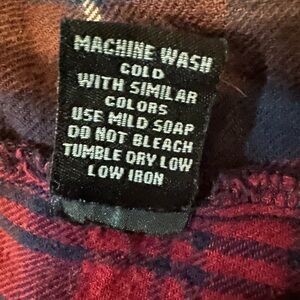 MACHINE WASH
COLD
WITH SIMILAR
COLORS
USE MILD SOAP
DO NOT BLEACH
TUMBLE DRY LOW
LOW IRON